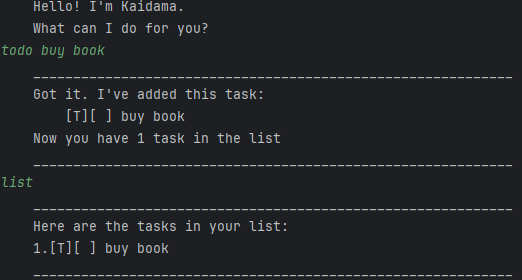 Hello! I'm Kaidama.
What can I do for you?
todo buy book
____________________________________________________________
Got it. I've added this task:
[T][ ] buy book
Now you have 1 task in the list
____________________________________________________________
list
____________________________________________________________
Here are the tasks in your list:
1.[T][ ] buy book
____________________________________________________________